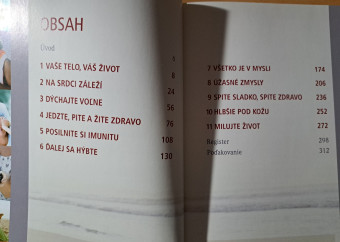 OBSAH
Úvod 1
1 VAŠE TELO, VÁŠ ŽIVOT 8
2 NA SRDCI ZÁLEŽÍ 24
3 DÝCHAJTE VOĽNE 56
4 JEDZTE, PITE A ŽITE ZDRAVO 76
5 POSILNITE SI IMUNITU 108
6 ĎALEJ SA HÝBTE 130
7 VŠETKO JE V MYSLI 174
8 ÚŽASNÉ ZMYSLY 206
9 SPITE SLADKO, SPITE ZDRAVO 236
10 HLBŠIE POD KOŽU 252
11 MILUJTE ŽIVOT 272
Register 298
Poďakovanie 312